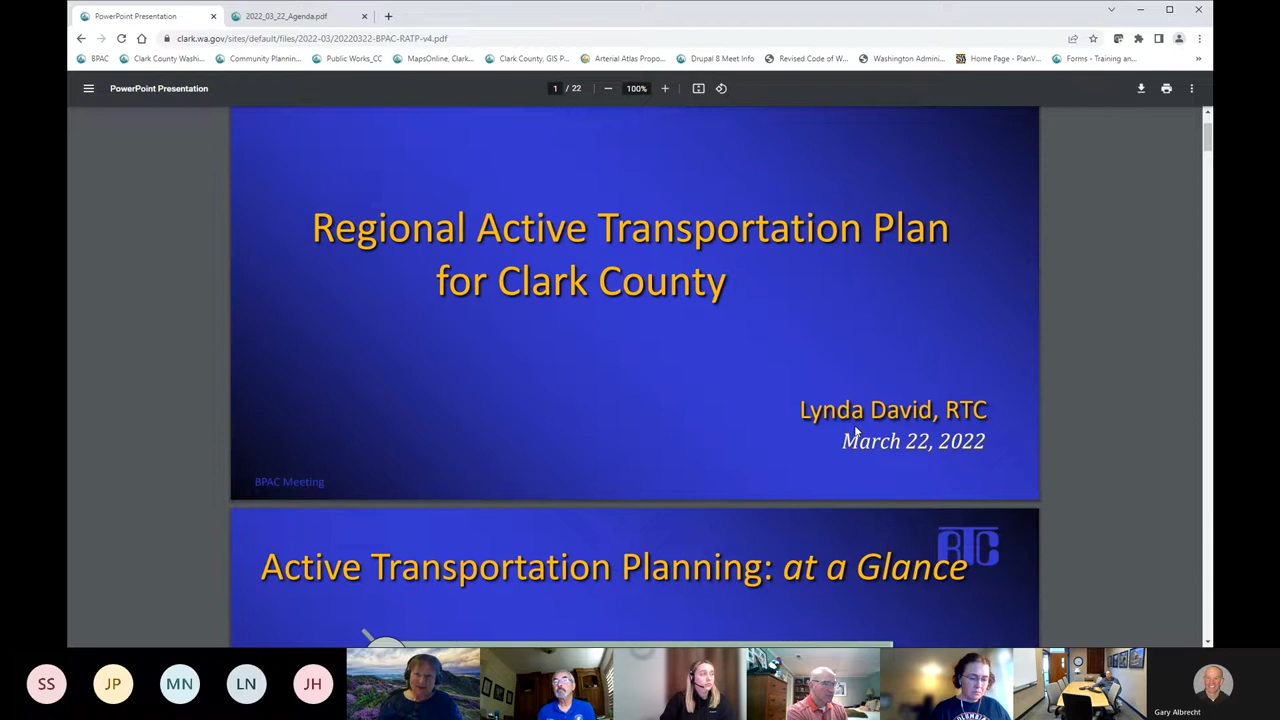 PowerPoint Presentation
2022_03_22_Agenda.pdf
clark.wa.gov/sites/default/files/2022-03/20220322-BPAC-RATP-v4.pdf
BPAC Clark County Washi... Community Plannin... Public Works_CC MapsOnline, Clark... Clark County, GIS P... Arterial Atlas Propo... Drupal 8 Meet Info Revised Code of W... Washington Admini... Home Page - PlanV... Forms - Training an...
PowerPoint Presentation 1 / 22 100%
Regional Active Transportation Plan
for Clark County
Lynda David, RTC
March 22, 2022
BPAC Meeting
RTC
Active Transportation Planning: at a Glance
SS JP MN LN JH
COLUMBIA
Gary Albrecht